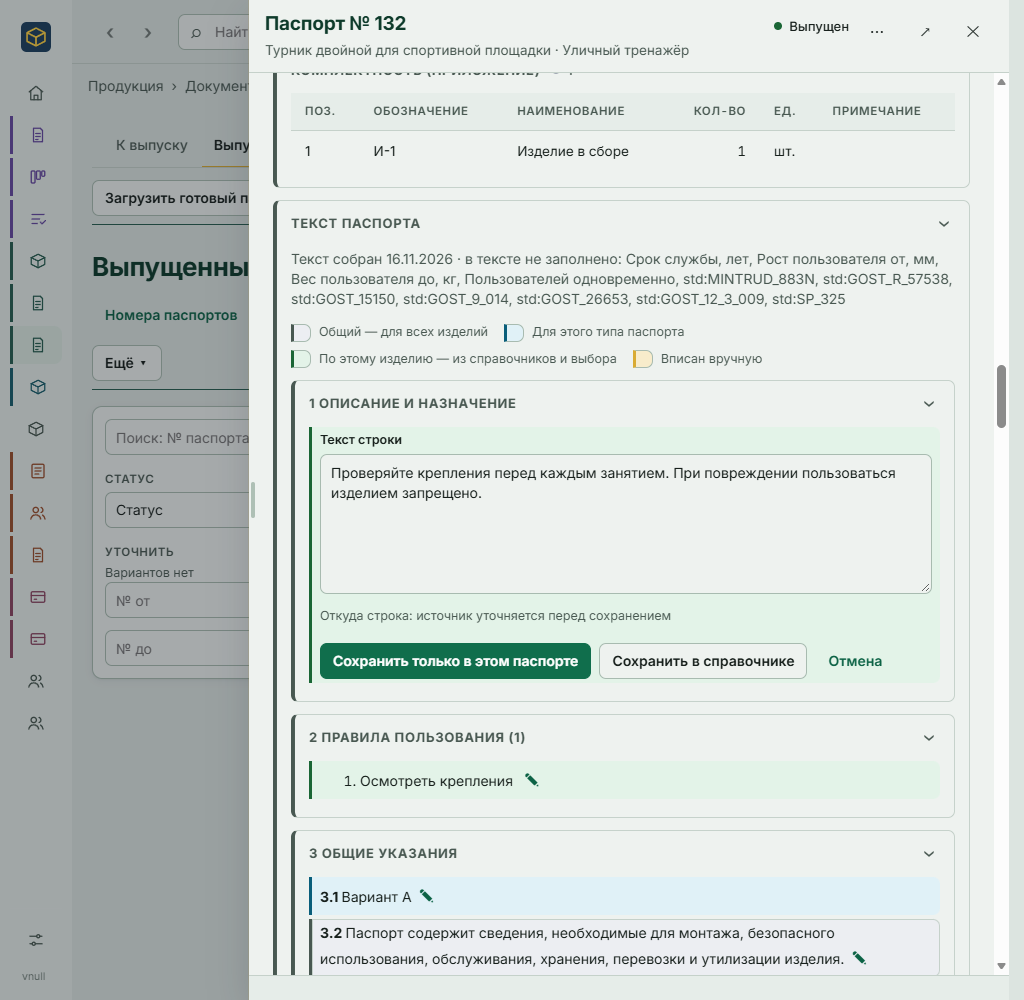 Паспорт № 132
Турник двойной для спортивной площадки · Уличный тренажёр
Выпущен
...
Найт
Продукция › Докумен
К выпуску
Выпу
Загрузить готовый п
Выпущенны
Номера паспортов
Ещё
Поиск: № паспорта
СТАТУС
Статус
УТОЧНИТЬ
Вариантов нет
№ от
№ до
vnull
КОМПЛЕКТНОСТЬ (ПРИЛОЖЕНИЕ)
ПОЗ. ОБОЗНАЧЕНИЕ НАИМЕНОВАНИЕ КОЛ-ВО ЕД. ПРИМЕЧАНИЕ
1 И-1 Изделие в сборе 1 шт.
ТЕКСТ ПАСПОРТА
Текст собран 16.11.2026 · в тексте не заполнено: Срок службы, лет, Рост пользователя от, мм,
Вес пользователя до, кг, Пользователей одновременно, std:MINTRUD_883N, std:GOST_R_57538,
std:GOST_15150, std:GOST_9_014, std:GOST_26653, std:GOST_12_3_009, std:SP_325
Общий — для всех изделий Для этого типа паспорта
По этому изделию — из справочников и выбора Вписан вручную
1 ОПИСАНИЕ И НАЗНАЧЕНИЕ
Текст строки
Проверяйте крепления перед каждым занятием. При повреждении пользоваться
изделием запрещено.
Откуда строка: источник уточняется перед сохранением
Сохранить только в этом паспорте Сохранить в справочнике Отмена
2 ПРАВИЛА ПОЛЬЗОВАНИЯ (1)
1. Осмотреть крепления
3 ОБЩИЕ УКАЗАНИЯ
3.1 Вариант А
3.2 Паспорт содержит сведения, необходимые для монтажа, безопасного
использования, обслуживания, хранения, перевозки и утилизации изделия.